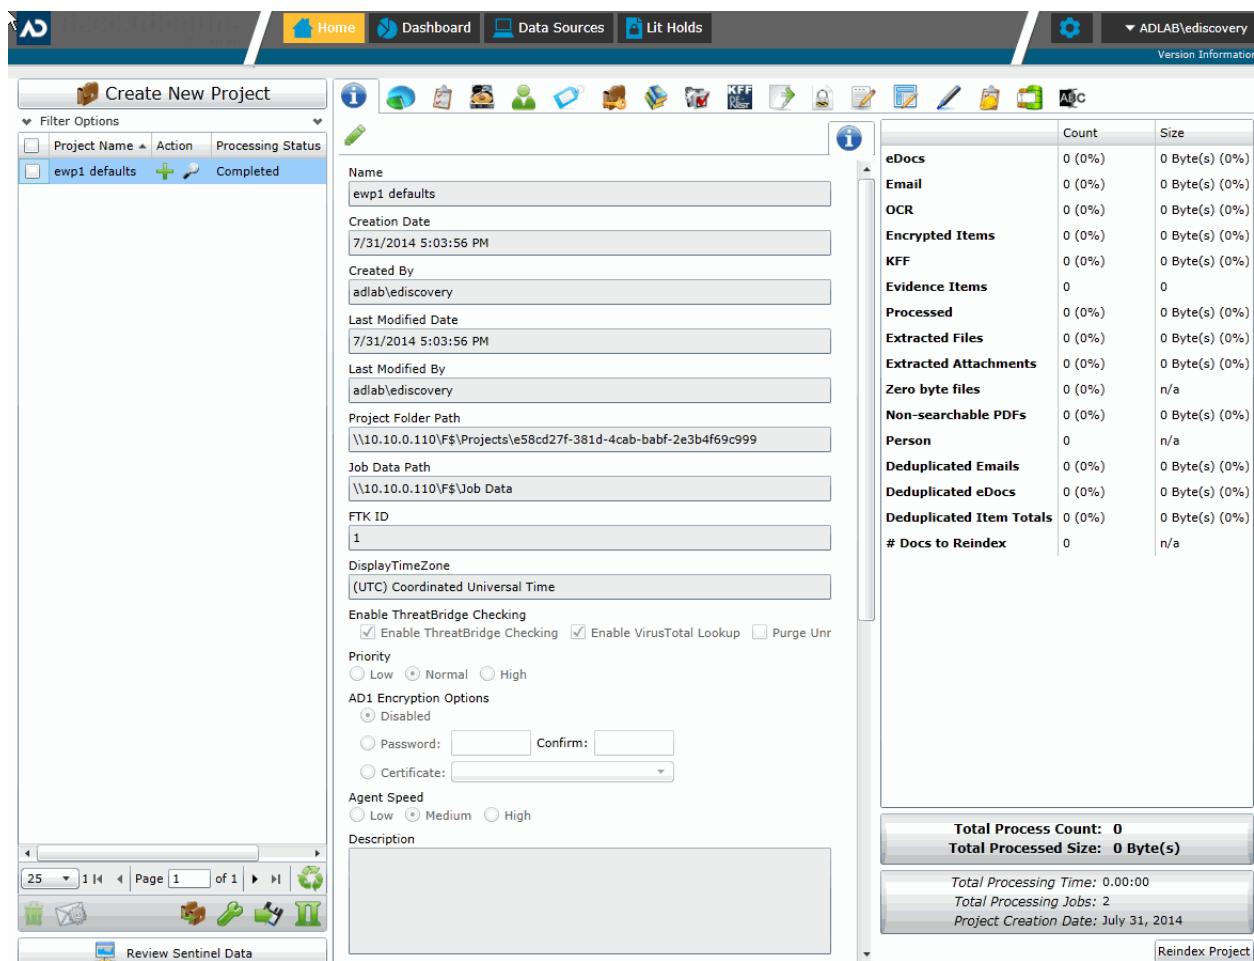 Home
Dashboard
Data Sources
Lit Holds
ADLAB\ediscovery
Version Information
Create New Project
Filter Options
Project Name Action Processing Status
ewp1 defaults Completed
25 1 Page 1 of 1
Review Sentinel Data
KFF
ABC
Name
ewp1 defaults
Creation Date
7/31/2014 5:03:56 PM
Created By
adlab\ediscovery
Last Modified Date
7/31/2014 5:03:56 PM
Last Modified By
adlab\ediscovery
Project Folder Path
\\10.10.0.110\F$\Projects\e58cd27f-381d-4cab-babf-2e3b4f69c999
Job Data Path
\\10.10.0.110\F$\Job Data
FTK ID
1
DisplayTimeZone
(UTC) Coordinated Universal Time
Enable ThreatBridge Checking
Enable ThreatBridge Checking Enable VirusTotal Lookup Purge Unr
Priority
Low Normal High
AD1 Encryption Options
Disabled
Password: Confirm:
Certificate:
Agent Speed
Low Medium High
Description
Count Size
eDocs 0 (0%) 0 Byte(s) (0%)
Email 0 (0%) 0 Byte(s) (0%)
OCR 0 (0%) 0 Byte(s) (0%)
Encrypted Items 0 (0%) 0 Byte(s) (0%)
KFF 0 (0%) 0 Byte(s) (0%)
Evidence Items 0 0
Processed 0 (0%) 0 Byte(s) (0%)
Extracted Files 0 (0%) 0 Byte(s) (0%)
Extracted Attachments 0 (0%) 0 Byte(s) (0%)
Zero byte files 0 (0%) n/a
Non-searchable PDFs 0 (0%) 0 Byte(s) (0%)
Person 0 n/a
Deduplicated Emails 0 (0%) 0 Byte(s) (0%)
Deduplicated eDocs 0 (0%) 0 Byte(s) (0%)
Deduplicated Item Totals 0 (0%) 0 Byte(s) (0%)
# Docs to Reindex 0 n/a
Total Process Count: 0
Total Processed Size: 0 Byte(s)
Total Processing Time: 0.00:00
Total Processing Jobs: 2
Project Creation Date: July 31, 2014
Reindex Project